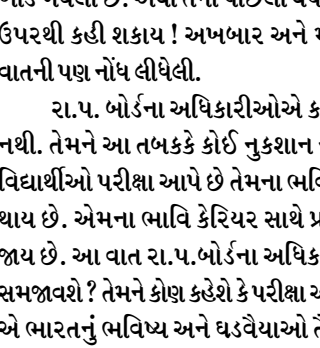 ઉપરથી કહી શકાય ! અખબાર અને
વાતની પણ નોંધ લીધેલી.
રા.પ. બોર્ડના અધિકારીઓએ ક
નથી. તેમને આ તબકકે કોઈ નુકશાન
વિદ્યાર્થીઓ પરીક્ષા આપે છે તેમના ભવિ
થાય છે. એમના ભાવિ કેરિયર સાથે પ્ર
જાય છે. આ વાત રા.પ.બોર્ડના અધિક
સમજાવશે ? તેમને કોણ કહેશે કે પરીક્ષા
એ ભારતનું ભવિષ્ય અને ઘડવૈયાઓ તૈ